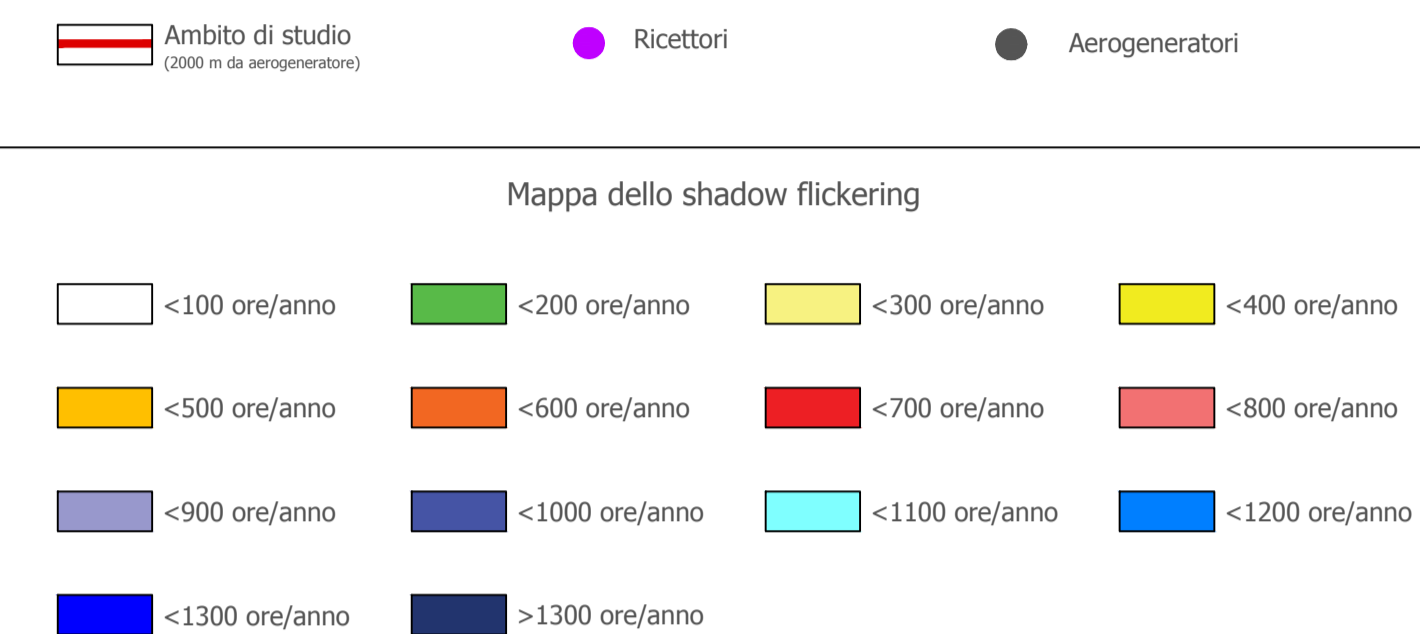 Ambito di studio
(2000 m da aerogeneratore)
Ricettori
Aerogeneratori
Mappa dello shadow flickering
<100 ore/anno
<200 ore/anno
<300 ore/anno
<400 ore/anno
<500 ore/anno
<600 ore/anno
<700 ore/anno
<800 ore/anno
<900 ore/anno
<1000 ore/anno
<1100 ore/anno
<1200 ore/anno
<1300 ore/anno
>1300 ore/anno